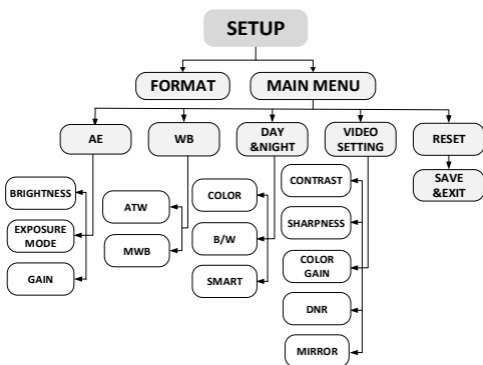 SETUP
FORMAT
MAIN MENU
AE
WB
DAY
&NIGHT
VIDEO
SETTING
RESET
SAVE
&EXIT
BRIGHTNESS
EXPOSURE
MODE
GAIN
ATW
MWB
COLOR
B/W
SMART
CONTRAST
SHARPNESS
COLOR
GAIN
DNR
MIRROR